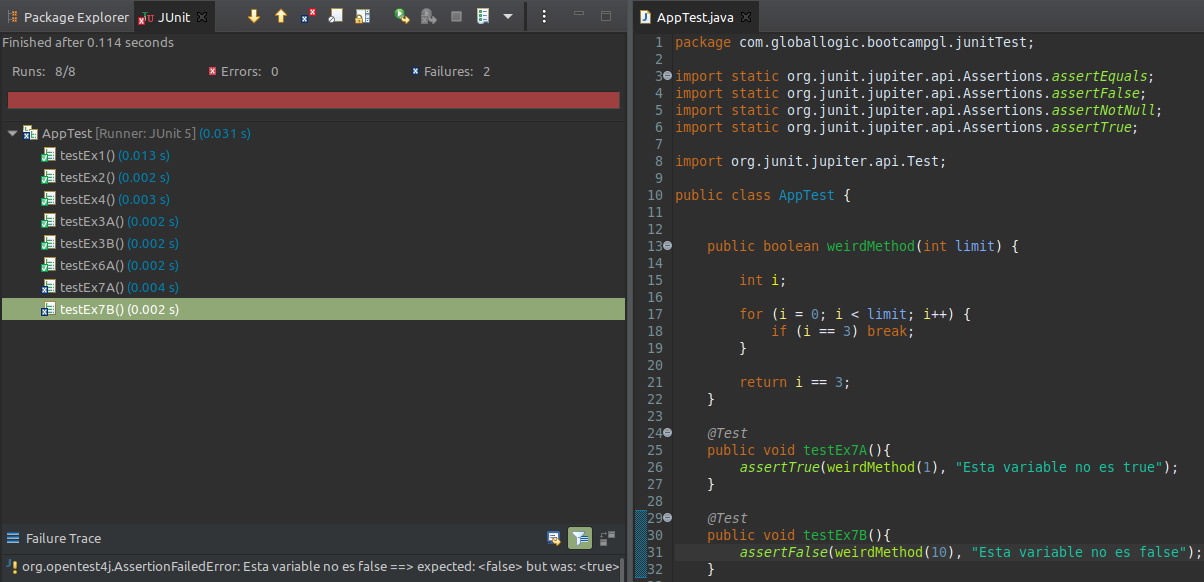 Package Explorer
JUnit
Finished after 0.114 seconds
Runs: 8/8
Errors: 0
Failures: 2
AppTest [Runner: JUnit 5] (0.031 s)
testEx1() (0.013 s)
testEx2() (0.002 s)
testEx4() (0.003 s)
testEx3A() (0.002 s)
testEx3B() (0.002 s)
testEx6A() (0.002 s)
testEx7A() (0.004 s)
testEx7B() (0.002 s)
Failure Trace
org.opentest4j.AssertionFailedError: Esta variable no es false ==> expected: <false> but was: <true>
AppTest.java
1 package com.globallogic.bootcampgl.junitTest;
2
3 import static org.junit.jupiter.api.Assertions.assertEquals;
4 import static org.junit.jupiter.api.Assertions.assertFalse;
5 import static org.junit.jupiter.api.Assertions.assertNotNull;
6 import static org.junit.jupiter.api.Assertions.assertTrue;
7
8 import org.junit.jupiter.api.Test;
9
10 public class AppTest {
11
12
13 public boolean weirdMethod(int limit) {
14
15 int i;
16
17 for (i = 0; i < limit; i++) {
18 if (i == 3) break;
19 }
20
21 return i == 3;
22 }
23
24 @Test
25 public void testEx7A(){
26 assertTrue(weirdMethod(1), "Esta variable no es true");
27 }
28
29 @Test
30 public void testEx7B(){
31 assertFalse(weirdMethod(10), "Esta variable no es false");
32 }